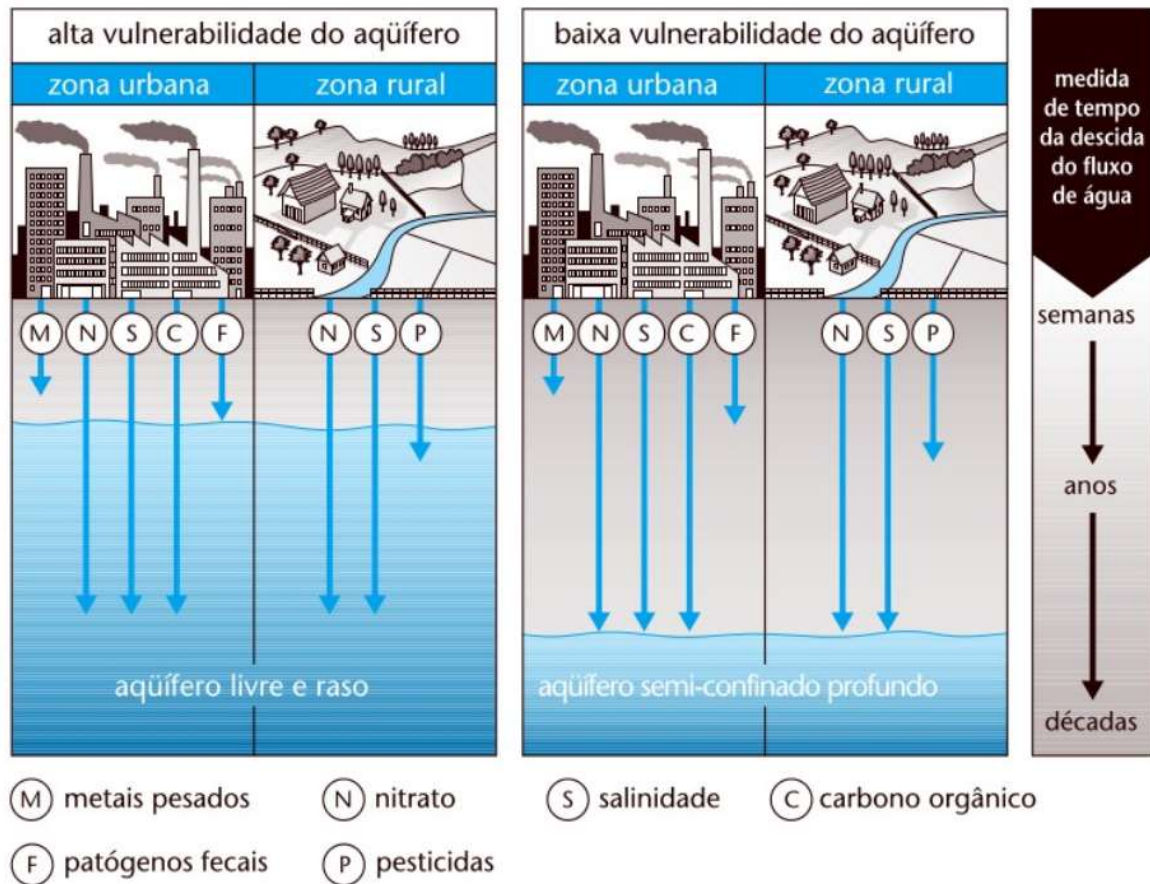 alta vulnerabilidade do aqüífero
zona urbana
zona rural
M
N
S
C
F
N
S
P
aqüífero livre e raso
baixa vulnerabilidade do aqüífero
zona urbana
zona rural
M
N
S
C
F
N
S
P
aqüífero semi-confinado profundo
medida
de tempo
da descida
do fluxo
de água
semanas
anos
décadas
M metais pesados
N nitrato
S salinidade
C carbono orgânico
F patógenos fecais
P pesticidas